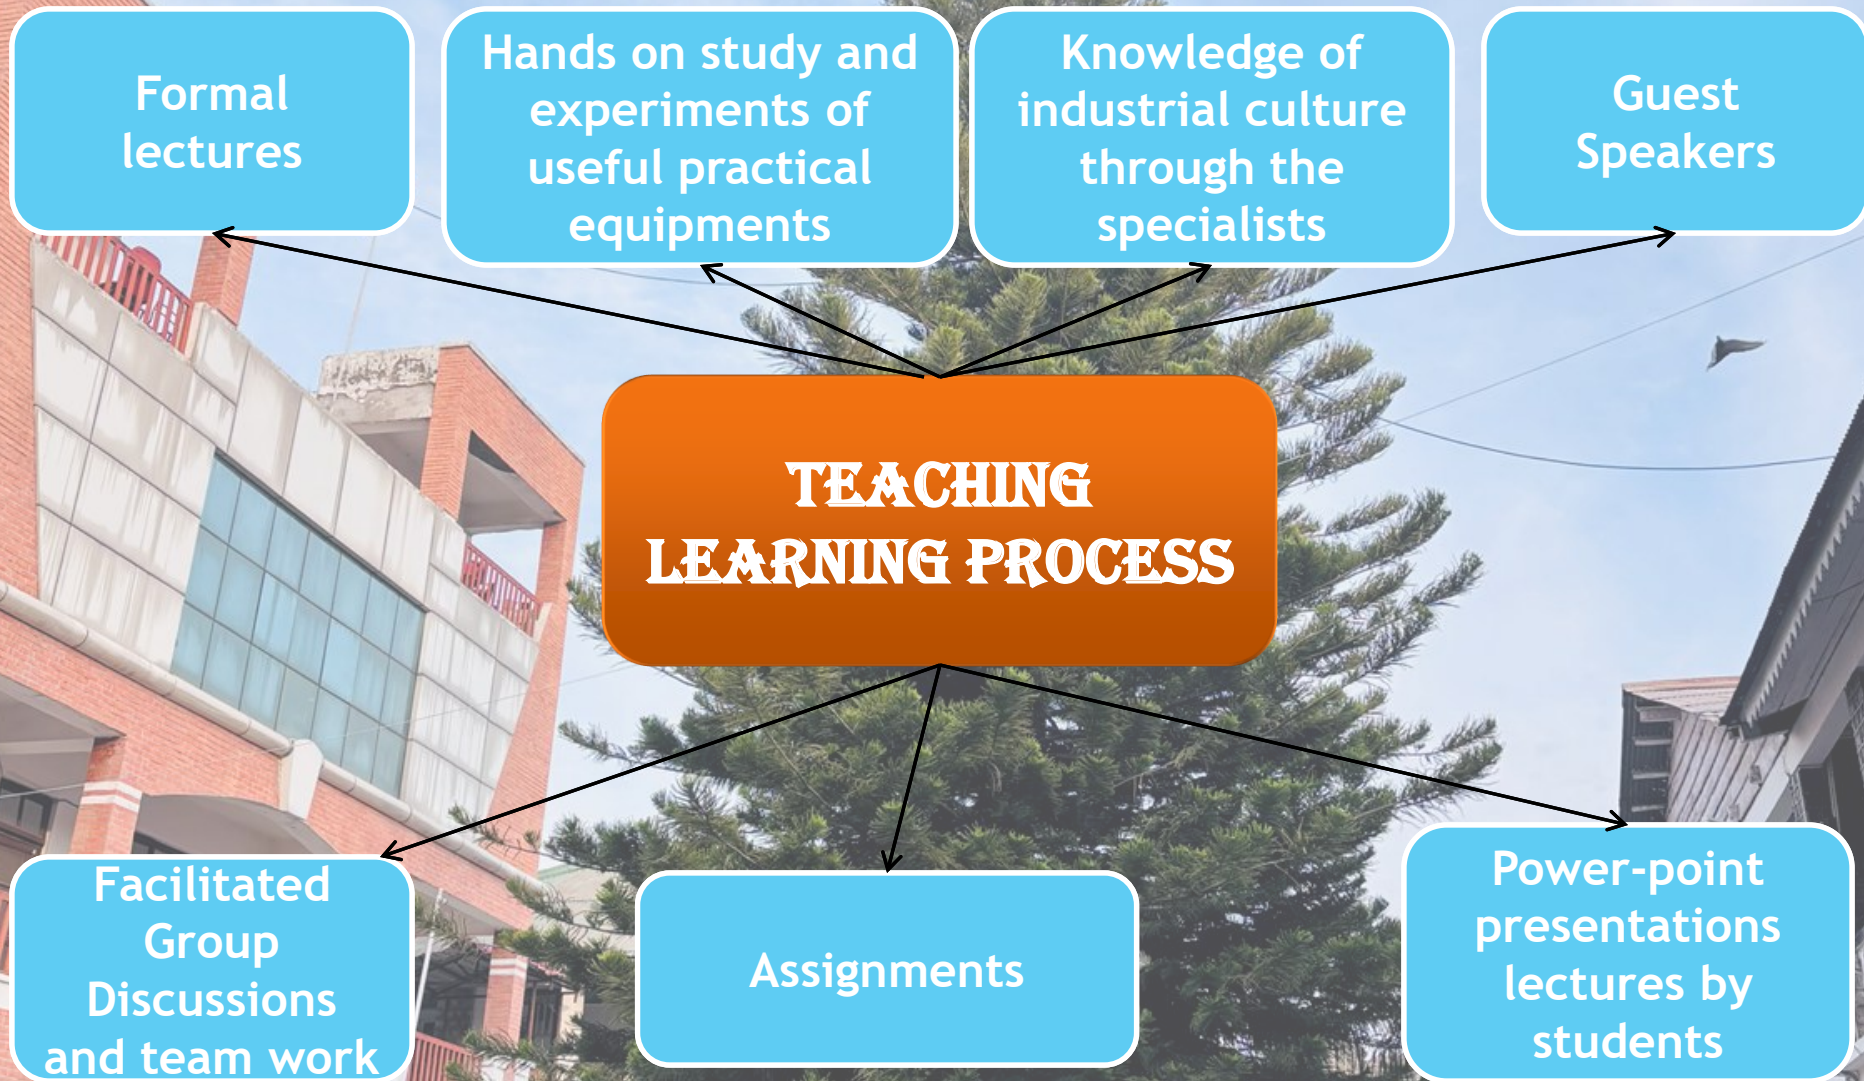 Formal
lectures
Hands on study and
experiments of
useful practical
equipments
Knowledge of
industrial culture
through the
specialists
Guest
Speakers
TEACHING
LEARNING PROCESS
Facilitated
Group
Discussions
and team work
Assignments
Power-point
presentations
lectures by
students